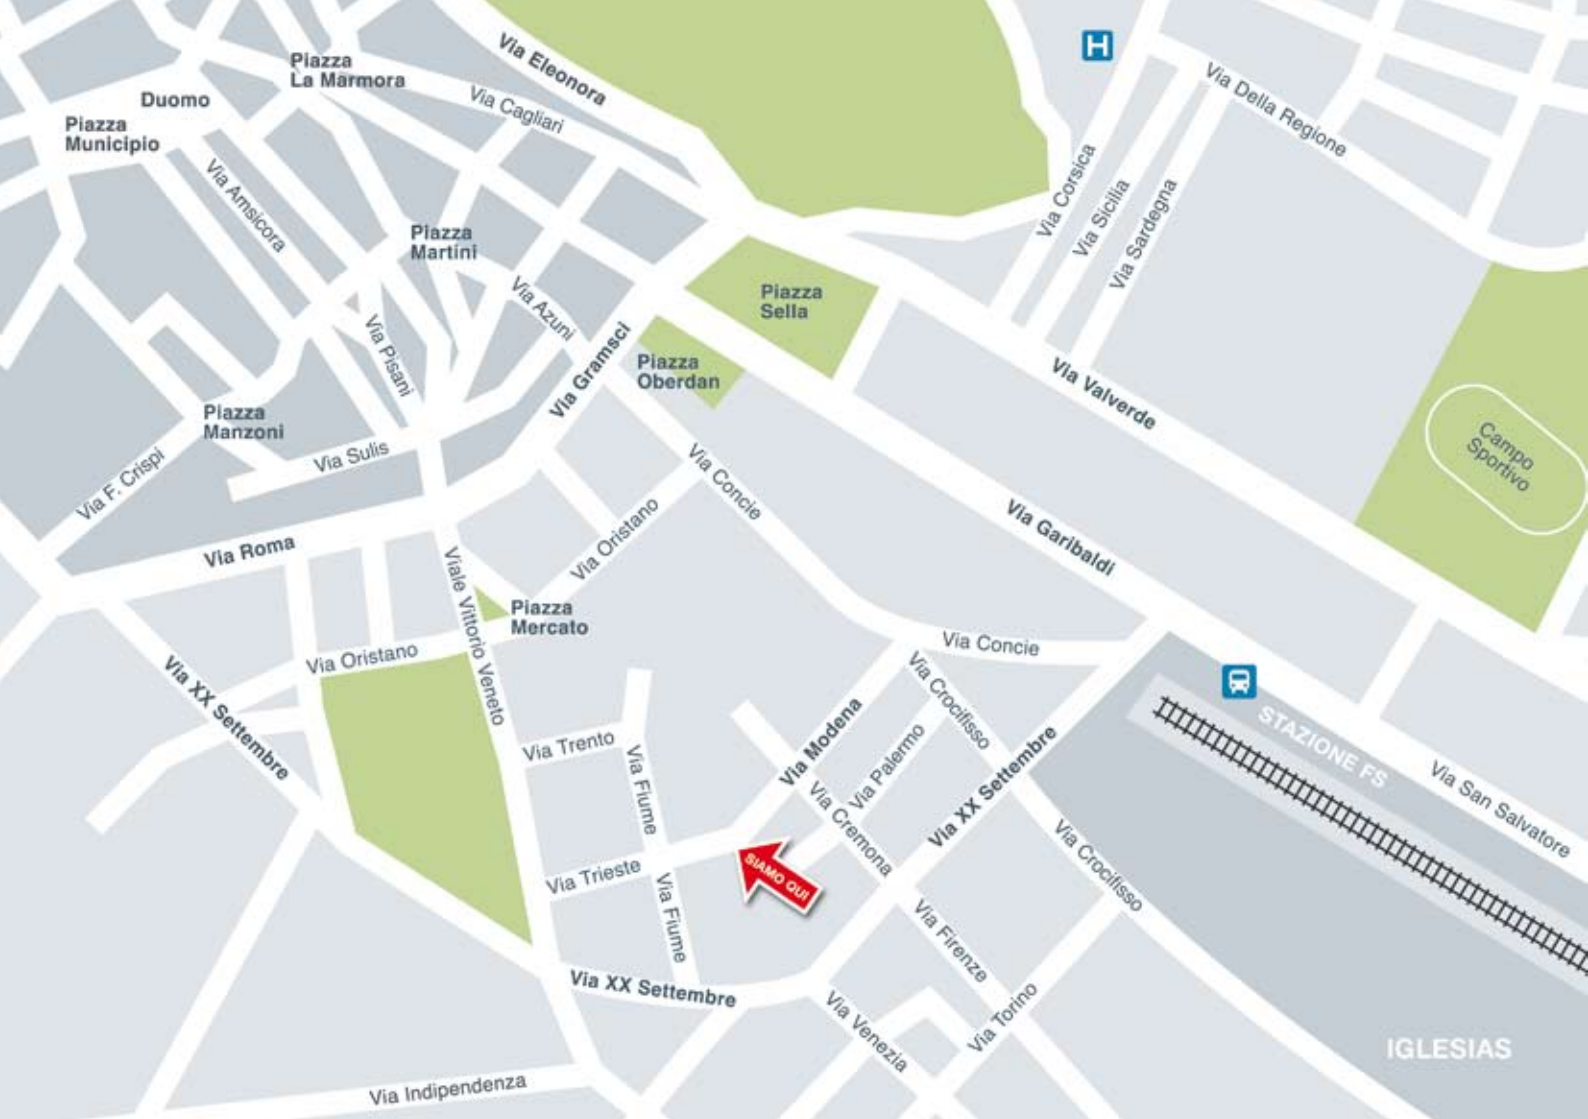 Via Eleonora
Piazza
La Marmora
H
Duomo
Via Cagliari
Via Della Regione
Piazza
Municipio
Via Amsicora
Via Corsica
Via Sicilia
Via Sardegna
Piazza
Martini
Via Azuni
Piazza
Sella
Via Pisani
Via Gramsci
Piazza
Oberdan
Via Valverde
Piazza
Manzoni
Via Sulis
Via F. Crispi
Campo
Sportivo
Via Concie
Via Oristano
Via Garibaldi
Via Roma
Viale Vittorio Veneto
Piazza
Mercato
Via Oristano
Via Concie
Via XX Settembre
Via Crocifisso
Via Modena
Via Palermo
STAZIONE FS
Via Trento
Via Fiume
Via Cremona
Via XX Settembre
Via San Salvatore
Via Crocifisso
Via Trieste
SIAMO QUI
Via Fiume
Via Firenze
Via XX Settembre
Via Venezia
Via Torino
IGLESIAS
Via Indipendenza